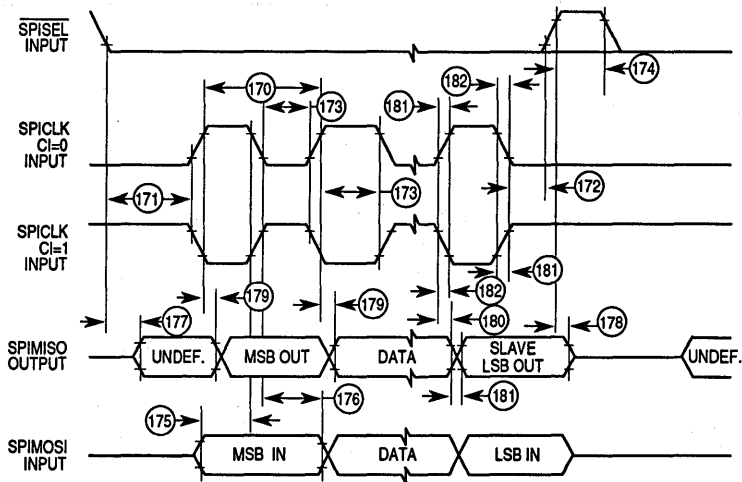 SPISEL
INPUT
174
182
170
181
173
SPICLK
CI=0
INPUT
172
171
173
SPICLK
CI=1
INPUT
181
182
179
179
180
177
178
SPIMISO
OUTPUT
UNDEF.
MSB OUT
DATA
SLAVE
LSB OUT
UNDEF.
176
181
175
SPIMOSI
INPUT
MSB IN
DATA
LSB IN